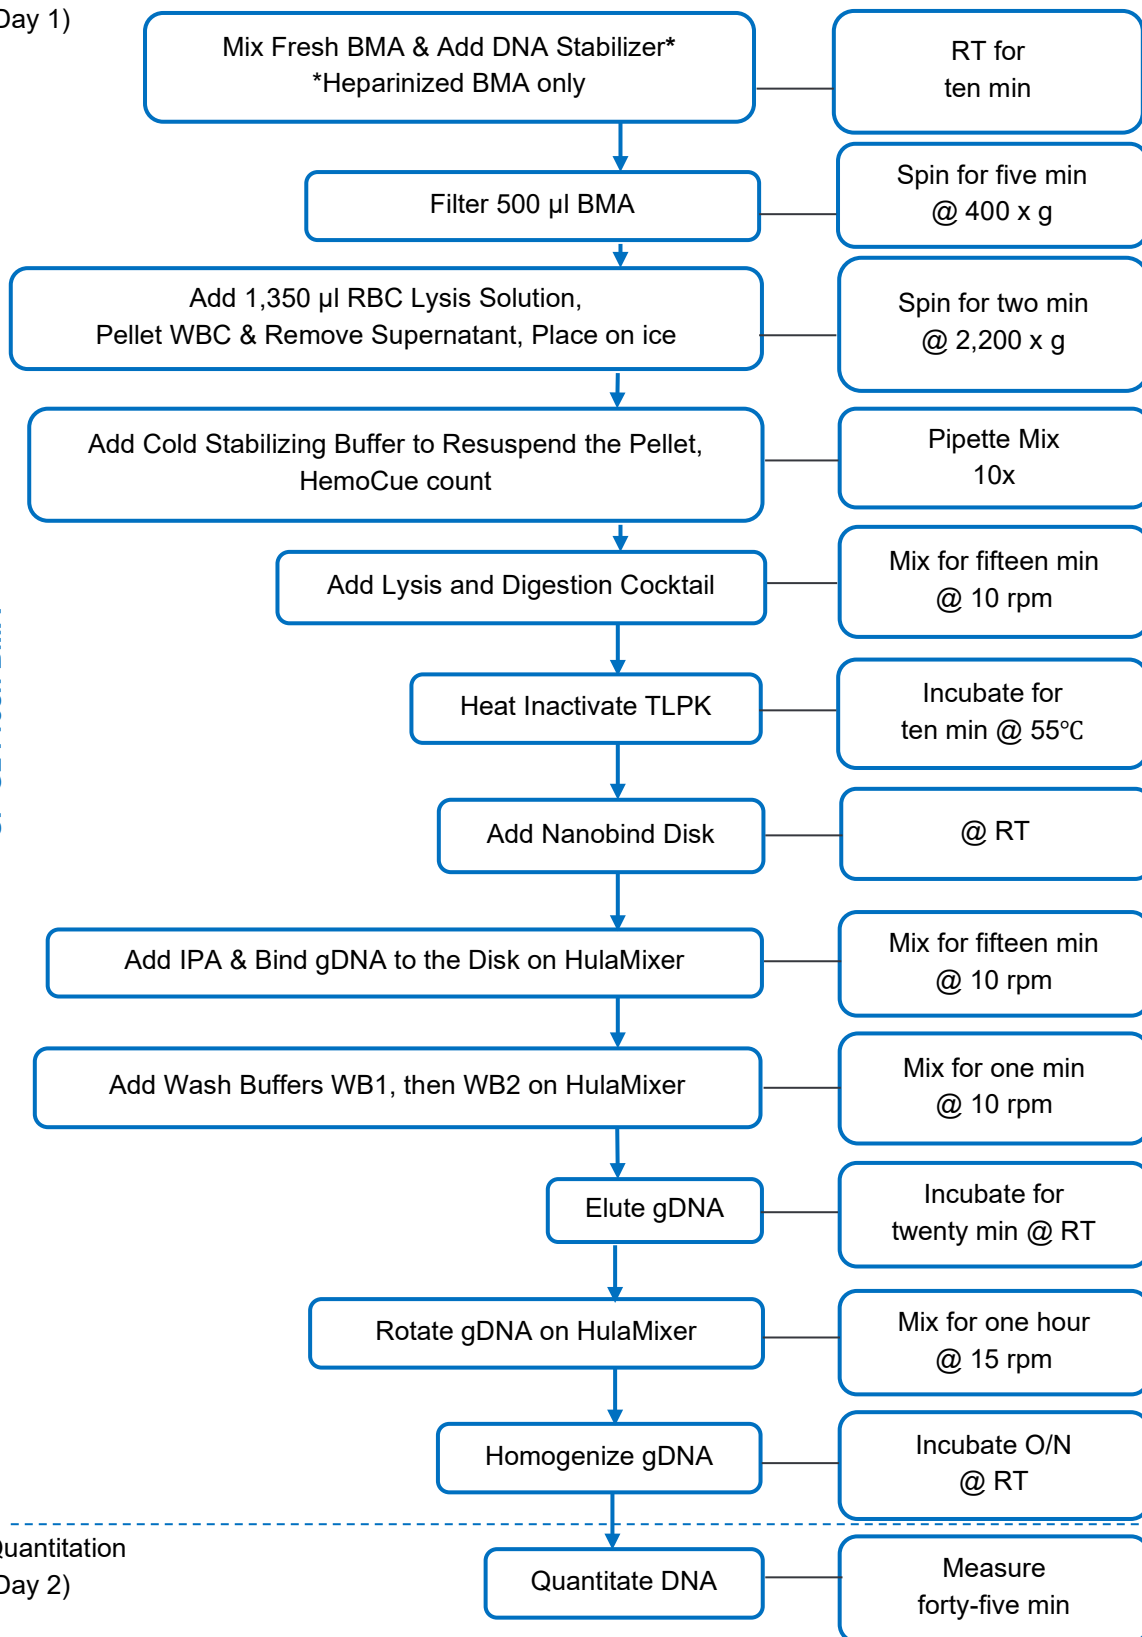 Day 1)
Mix Fresh BMA & Add DNA Stabilizer*
*Heparinized BMA only
RT for
ten min
Filter 500 µl BMA
Spin for five min
@ 400 x g
Add 1,350 µl RBC Lysis Solution,
Pellet WBC & Remove Supernatant, Place on ice
Spin for two min
@ 2,200 x g
Add Cold Stabilizing Buffer to Resuspend the Pellet,
HemoCue count
Pipette Mix
10x
Add Lysis and Digestion Cocktail
Mix for fifteen min
@ 10 rpm
Heat Inactivate TLPK
Incubate for
ten min @ 55℃
Add Nanobind Disk
@ RT
Add IPA & Bind gDNA to the Disk on HulaMixer
Mix for fifteen min
@ 10 rpm
Add Wash Buffers WB1, then WB2 on HulaMixer
Mix for one min
@ 10 rpm
Elute gDNA
Incubate for
twenty min @ RT
Rotate gDNA on HulaMixer
Mix for one hour
@ 15 rpm
Homogenize gDNA
Incubate O/N
@ RT
Quantitation
Day 2)
Quantitate DNA
Measure
forty-five min